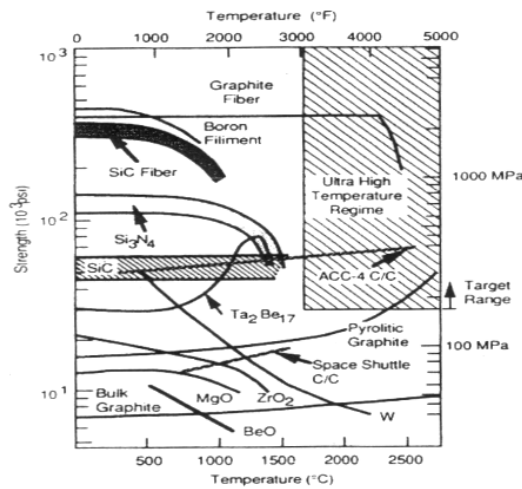 Temperature (°F)
0 1000 2000 3000 4000 5000
10³
10²
10¹
Strength (10³psi)
Graphite
Fiber
Boron
Filiment
SiC Fiber
Ultra High
Temperature
Regime
1000 MPa
Si₃N₄
SiC
ACC-4 C/C
Target
Range
Ta₂Be₁₇
Pyrolitic
Graphite
100 MPa
Space Shuttle
C/C
Bulk
Graphite
MgO
ZrO₂
W
BeO
500 1000 1500 2000 2500
Temperature (°C)